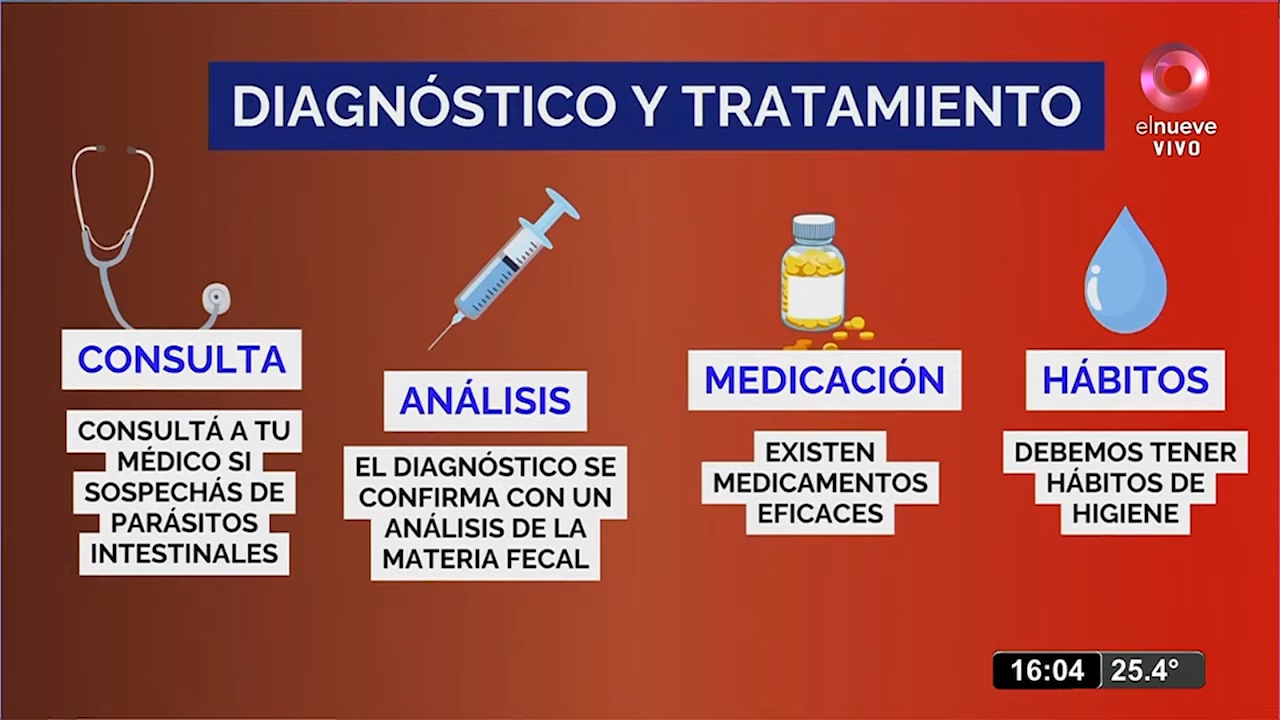 DIAGNÓSTICO Y TRATAMIENTO
elnueve
VIVO
CONSULTA
CONSULTÁ A TU
MÉDICO SI
SOSPECHÁS DE
PARÁSITOS
INTESTINALES
ANÁLISIS
EL DIAGNÓSTICO SE
CONFIRMA CON UN
ANÁLISIS DE LA
MATERIA FECAL
MEDICACIÓN
EXISTEN
MEDICAMENTOS
EFICACES
HÁBITOS
DEBEMOS TENER
HÁBITOS DE
HIGIENE
16:04 25.4°